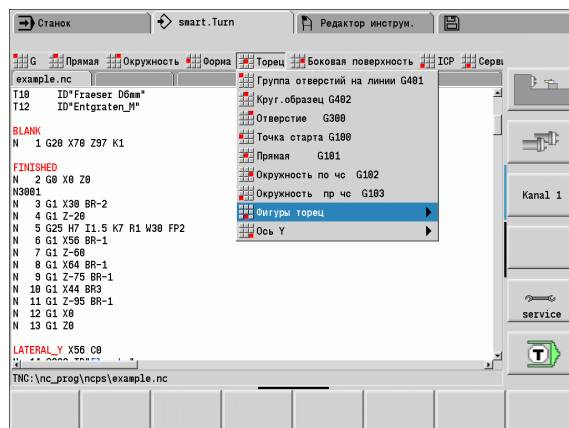 Станок
smart.Turn
Редактор инструм.
G Прямая Окружность Форма Торец Боковая поверхность ICP Серви
example.nc
Группа отверстий на линии G401
Круг.образец G402
Отверстие G300
Точка старта G100
Прямая G101
Окружность по чс G102
Окружность пр чс G103
Фигуры торец
Ось Y
T10 ID"Fraeser D6mm"
T12 ID"Entgraten_M"
BLANK
N 1 G20 X70 Z97 K1
FINISHED
N 2 G0 X0 Z0
N3001
N 3 G1 X30 BR-2
N 4 G1 Z-20
N 5 G25 H7 I1.5 K7 R1 W30 FP2
N 6 G1 X56 BR-1
N 7 G1 Z-60
N 8 G1 X64 BR-1
N 9 G1 Z-75 BR-1
N 10 G1 X44 BR3
N 11 G1 Z-95 BR-1
N 12 G1 X0
N 13 G1 Z0
LATERAL_Y X56 C0
TNC:\nc_prog\ncps\example.nc
Kanal 1
service
T